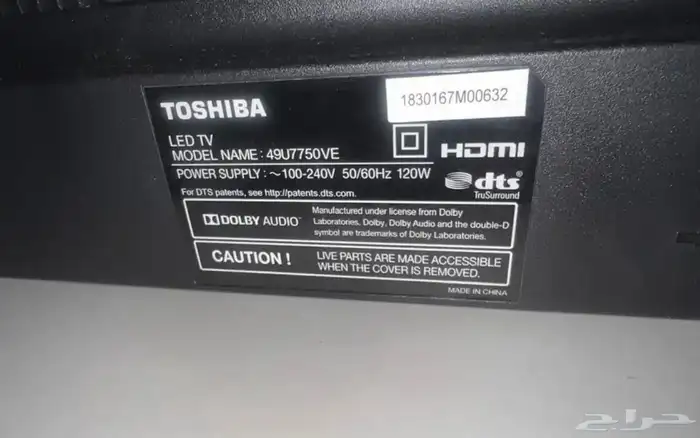 TOSHIBA
1830167M00632
LED TV
MODEL NAME: 49U7750VE
HDMI
POWER SUPPLY: ~100-240V 50/60Hz 120W
For DTS patents, see http://patents.dts.com.
dts
TruSurround
DOLBY AUDIO
Manufactured under license from Dolby
Laboratories. Dolby, Dolby Audio and the double-D
symbol are trademarks of Dolby Laboratories.
CAUTION !
LIVE PARTS ARE MADE ACCESSIBLE
WHEN THE COVER IS REMOVED.
MADE IN CHINA
حراج